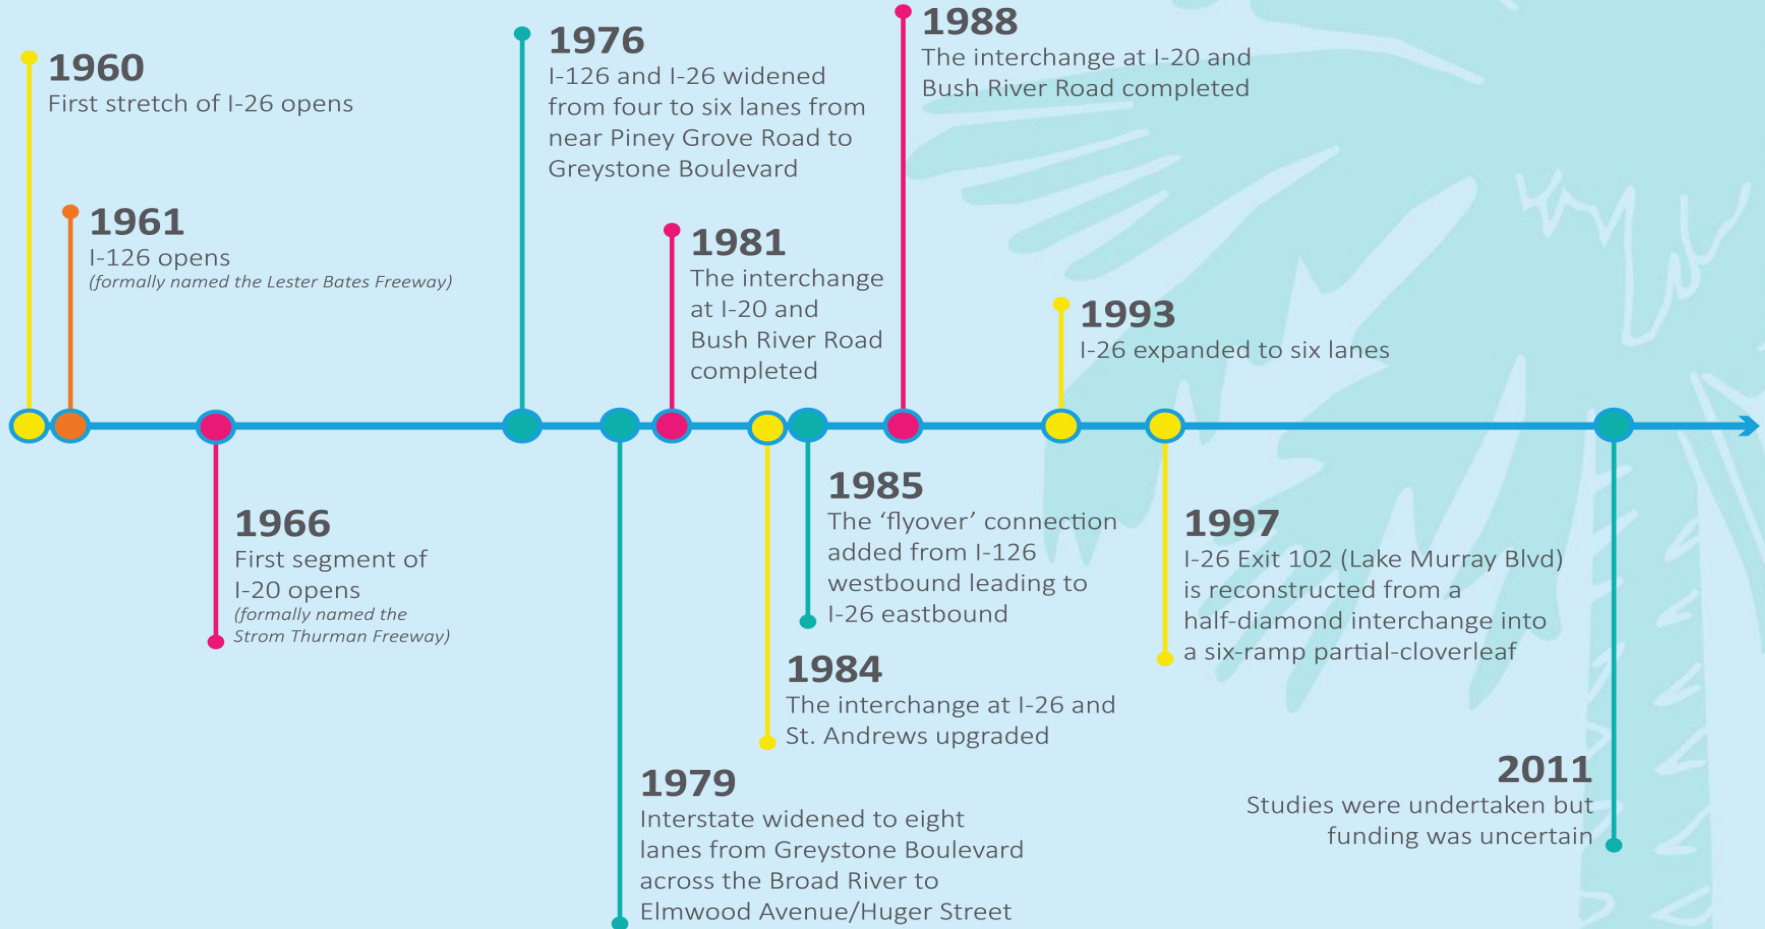 1960
First stretch of I-26 opens
1961
I-126 opens
(formally named the Lester Bates Freeway)
1966
First segment of
I-20 opens
(formally named the
Strom Thurman Freeway)
1976
I-126 and I-26 widened
from four to six lanes from
near Piney Grove Road to
Greystone Boulevard
1979
Interstate widened to eight
lanes from Greystone Boulevard
across the Broad River to
Elmwood Avenue/Huger Street
1981
The interchange
at I-20 and
Bush River Road
completed
1984
The interchange at I-26 and
St. Andrews upgraded
1985
The ‘flyover’ connection
added from I-126
westbound leading to
I-26 eastbound
1988
The interchange at I-20 and
Bush River Road completed
1993
I-26 expanded to six lanes
1997
I-26 Exit 102 (Lake Murray Blvd)
is reconstructed from a
half-diamond interchange into
a six-ramp partial-cloverleaf
2011
Studies were undertaken but
funding was uncertain